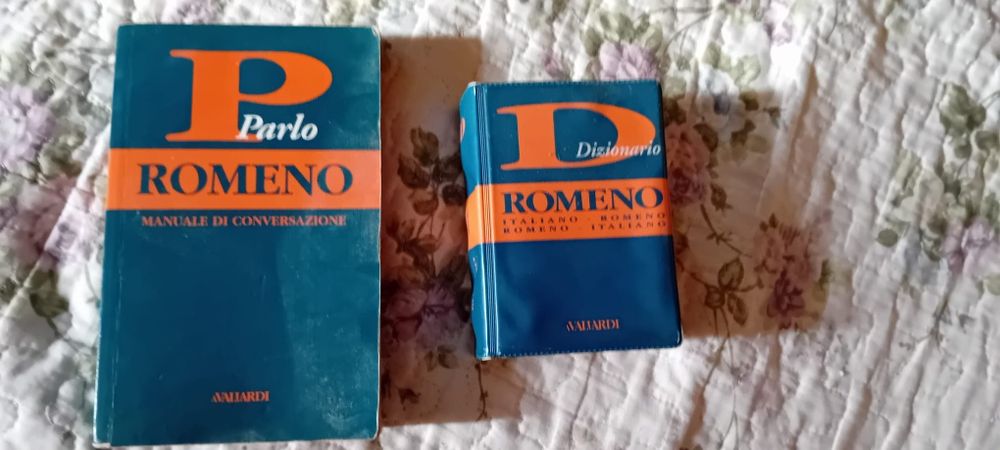 P
Parlo
ROMENO
MANUALE DI CONVERSAZIONE
A.VALLARDI
D
Dizionario
ROMENO
ITALIANO - ROMENO
ROMENO - ITALIANO
A.VALLARDI